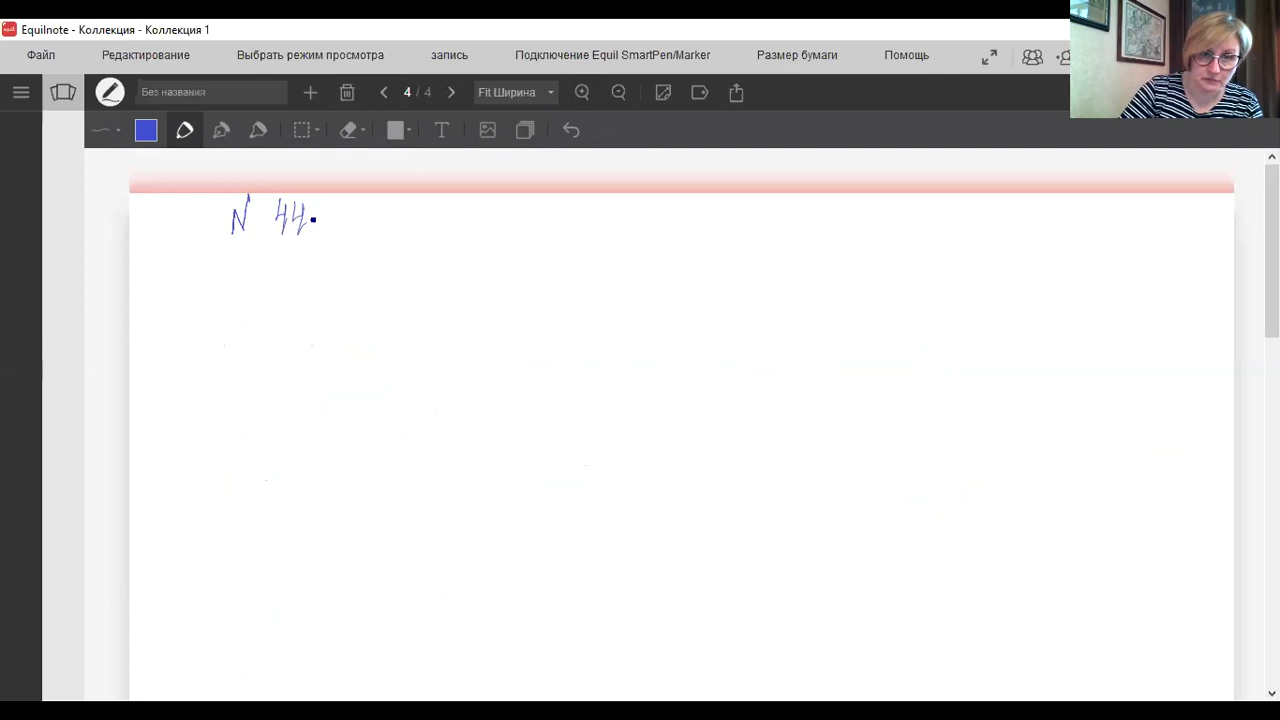 Equilnote - Коллекция - Коллекция 1
Файл Редактирование Выбрать режим просмотра запись Подключение Equil SmartPen/Marker Размер бумаги Помощь
Без названия 4 / 4 Fit Ширина
T
N 44